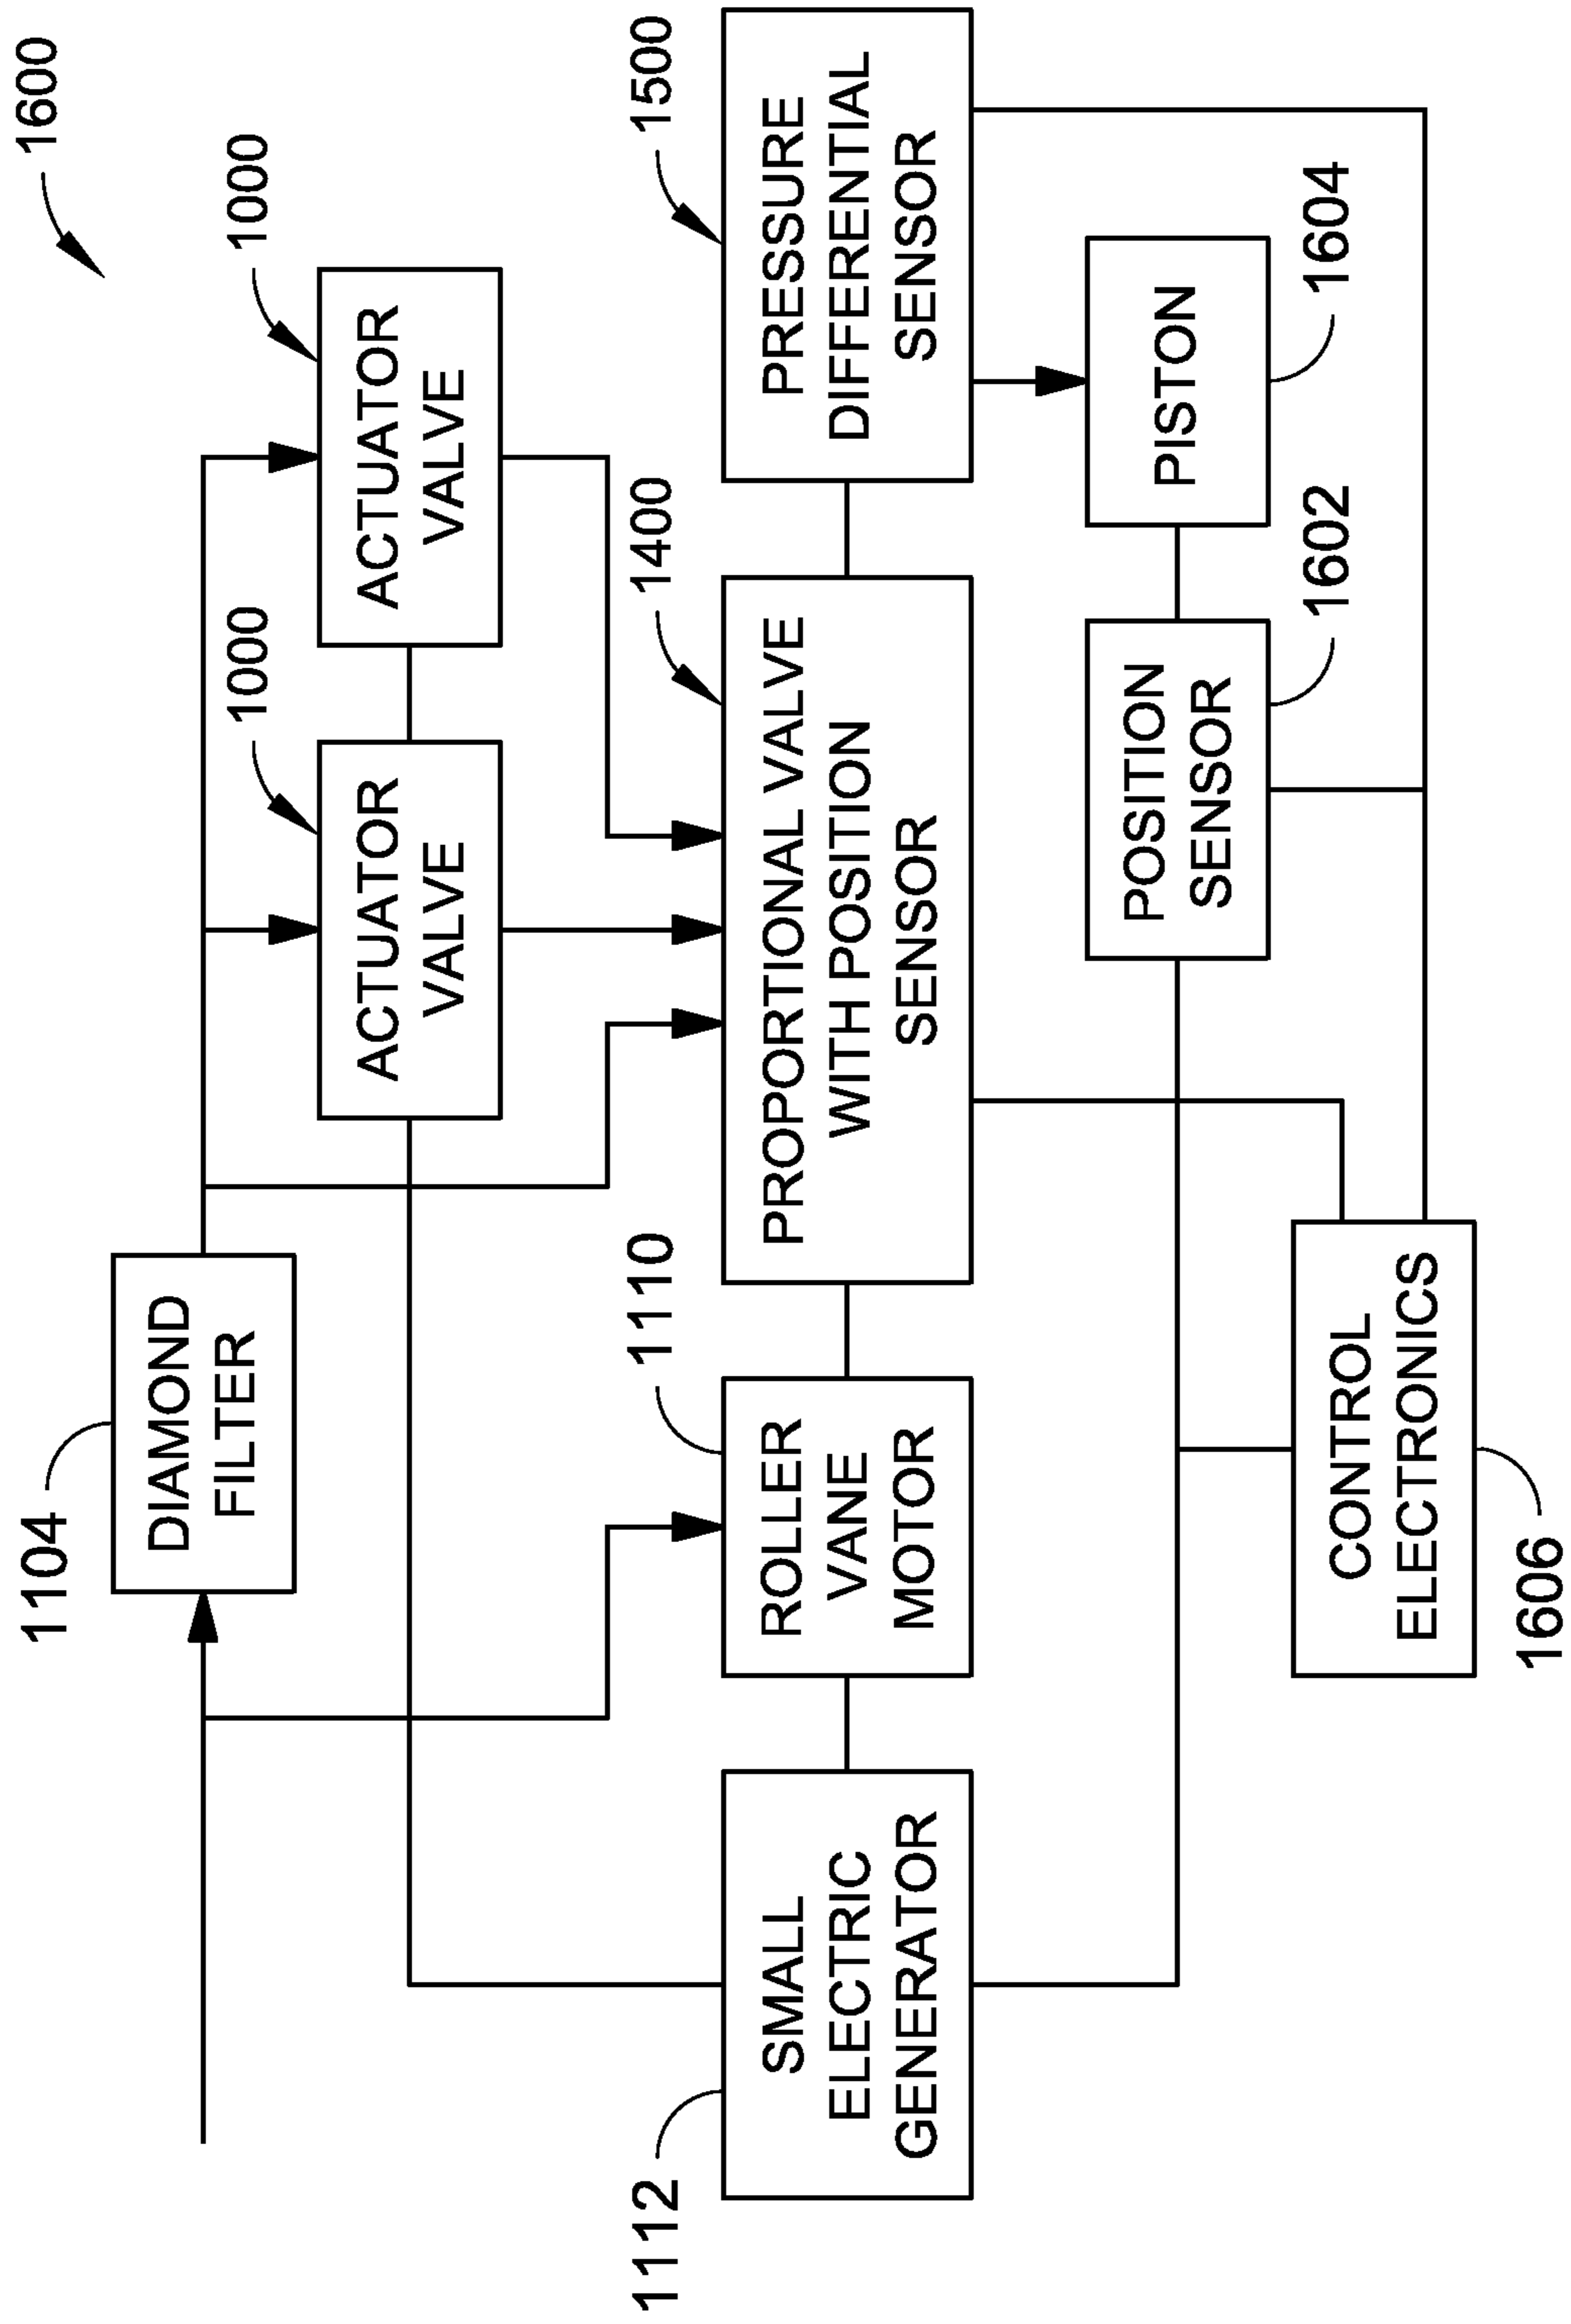 1600
1104
DIAMOND
FILTER
1000
ACTUATOR
VALVE
1000
ACTUATOR
VALVE
1112
SMALL
ELECTRIC
GENERATOR
1110
ROLLER
VANE
MOTOR
1400
PROPORTIONAL VALVE
WITH POSITION
SENSOR
1500
PRESSURE
DIFFERENTIAL
SENSOR
POSITION
SENSOR
1602
PISTON
1604
CONTROL
ELECTRONICS
1606